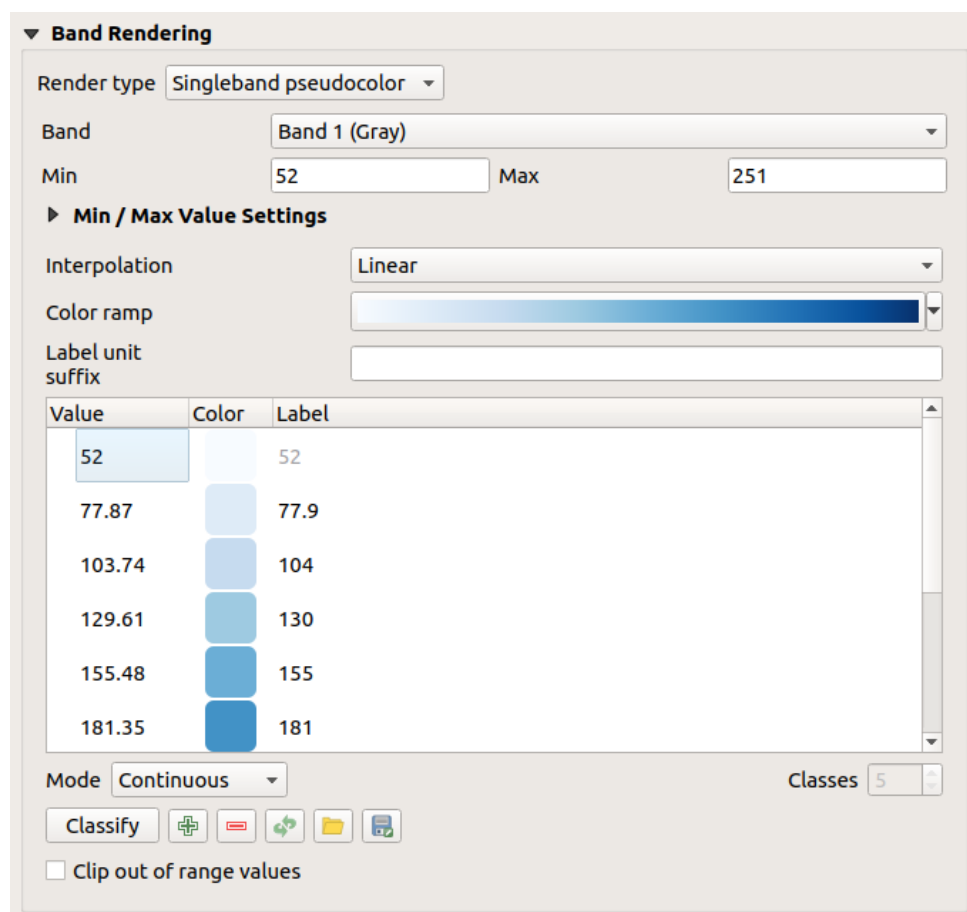 Band Rendering
Render type Singleband pseudocolor
Band Band 1 (Gray)
Min 52 Max 251
Min / Max Value Settings
Interpolation Linear
Color ramp
Label unit
suffix
Value Color Label
52 52
77.87 77.9
103.74 104
129.61 130
155.48 155
181.35 181
Mode Continuous Classes 5
Classify
Clip out of range values